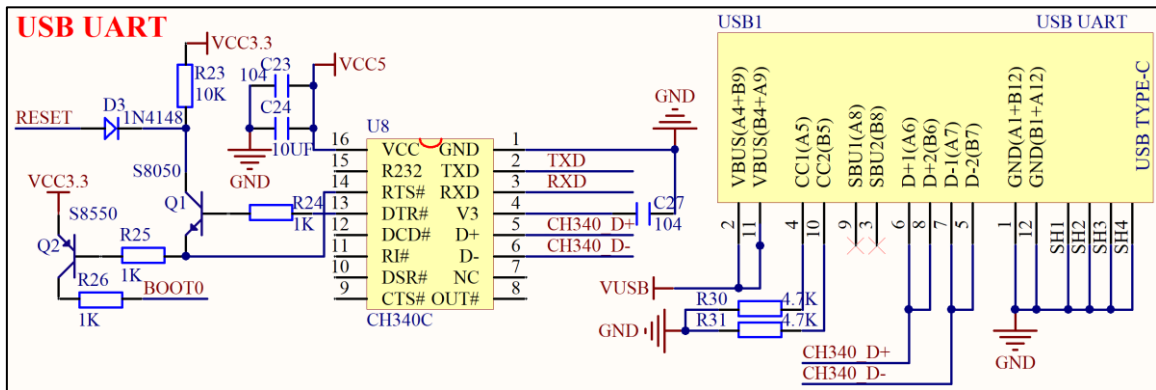 USB UART
VCC3.3
R23
10K
D3
1N4148
RESET
S8050
Q1
VCC3.3
S8550
Q2
R25
1K
R26
1K
BOOT0
R24
1K
C23
104
C24
10UF
GND
VCC5
U8
16 VCC GND 1
15 R232 TXD 2 TXD
14 RTS# RXD 3 RXD
13 DTR# V3 4
12 DCD# D+ 5 CH340_D+
11 RI# D- 6 CH340_D-
10 DSR# NC 7
9 CTS# OUT# 8
CH340C
GND
C27
104
USB1
USB UART
USB TYPE-C
VBUS(A4+B9)
VBUS(B4+A9)
CC1(A5)
CC2(B5)
SBU1(A8)
SBU2(B8)
D+1(A6)
D+2(B6)
D-1(A7)
D-2(B7)
GND(A1+B12)
GND(B1+A12)
2 11 4 10 9 3 6 8 7 5 1 12
SH1
SH2
SH3
SH4
VUSB
R30 4.7K
R31 4.7K
GND
CH340_D+
CH340_D-
GND